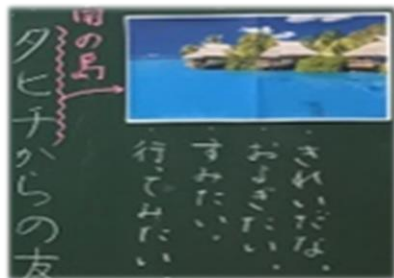 ・きれいだな。
・およぎたい。
・すみたい。
・行ってみたい。
南の島
タヒチからの友